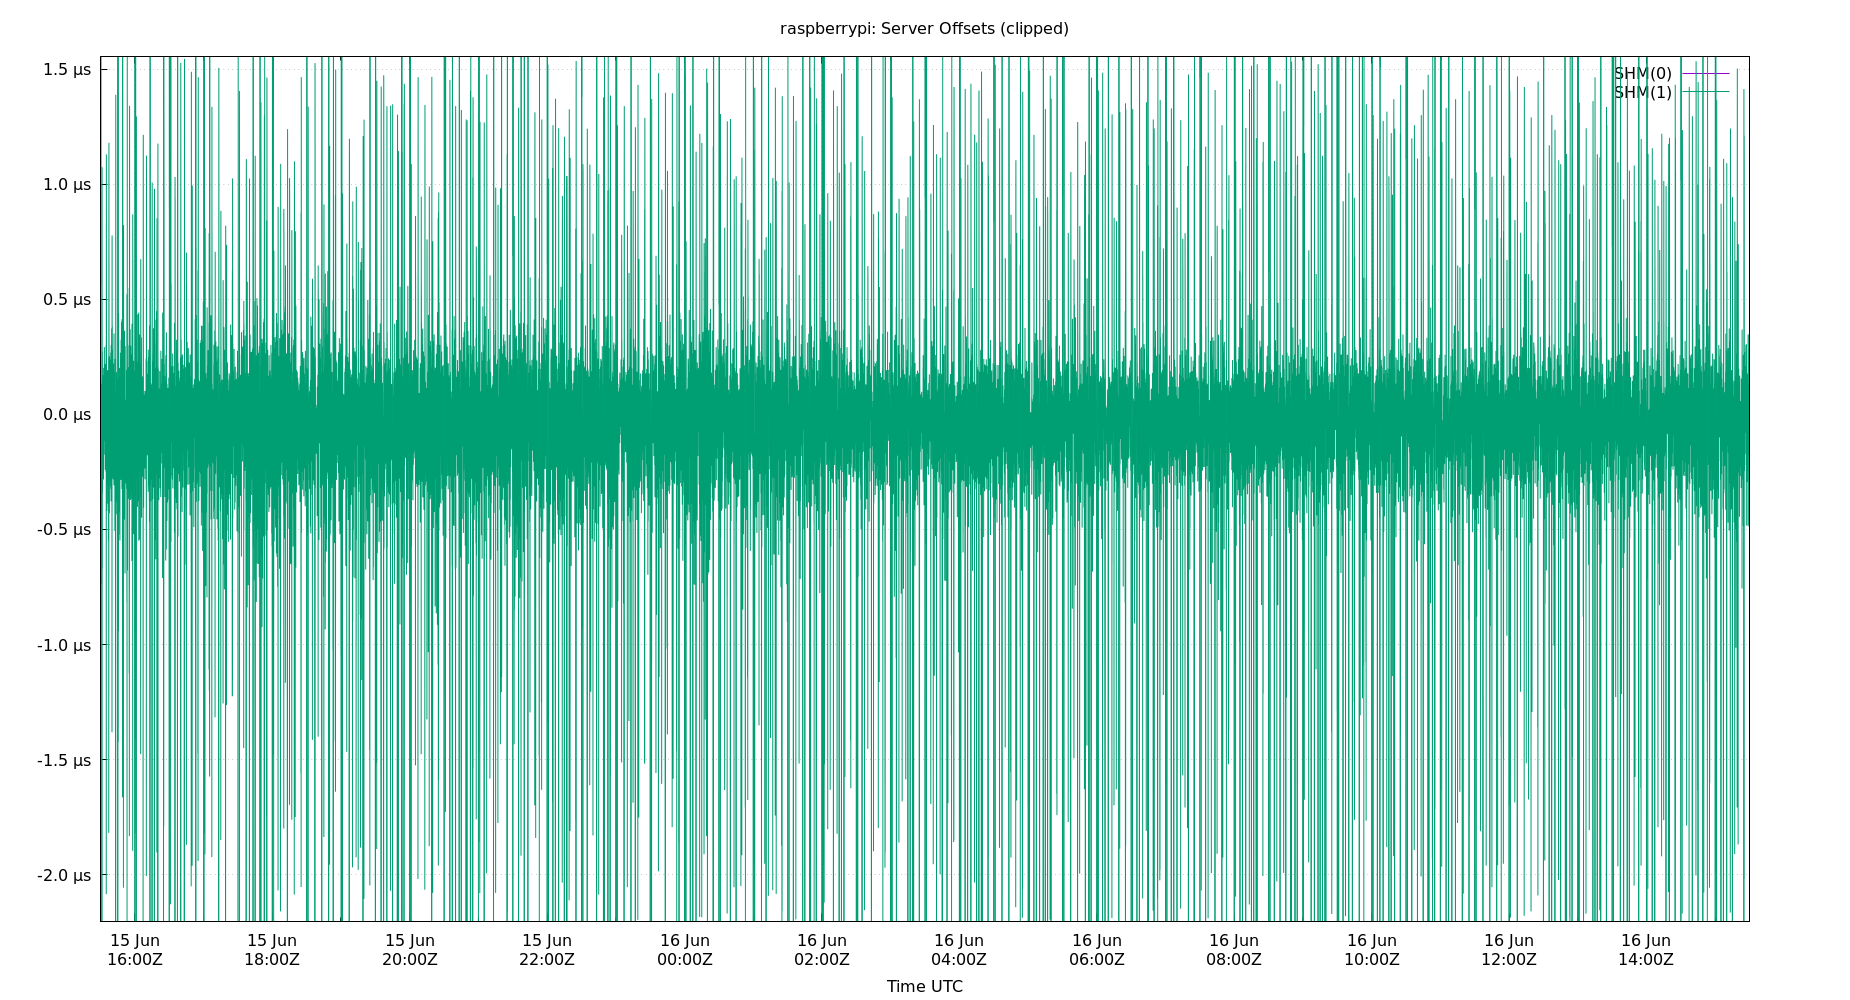 raspberrypi: Server Offsets (clipped)
1.5 µs
1.0 µs
0.5 µs
0.0 µs
-0.5 µs
-1.0 µs
-1.5 µs
-2.0 µs
SHM(0)
SHM(1)
15 Jun 15 Jun 15 Jun 15 Jun 16 Jun 16 Jun 16 Jun 16 Jun 16 Jun 16 Jun 16 Jun 16 Jun
16:00Z 18:00Z 20:00Z 22:00Z 00:00Z 02:00Z 04:00Z 06:00Z 08:00Z 10:00Z 12:00Z 14:00Z
Time UTC